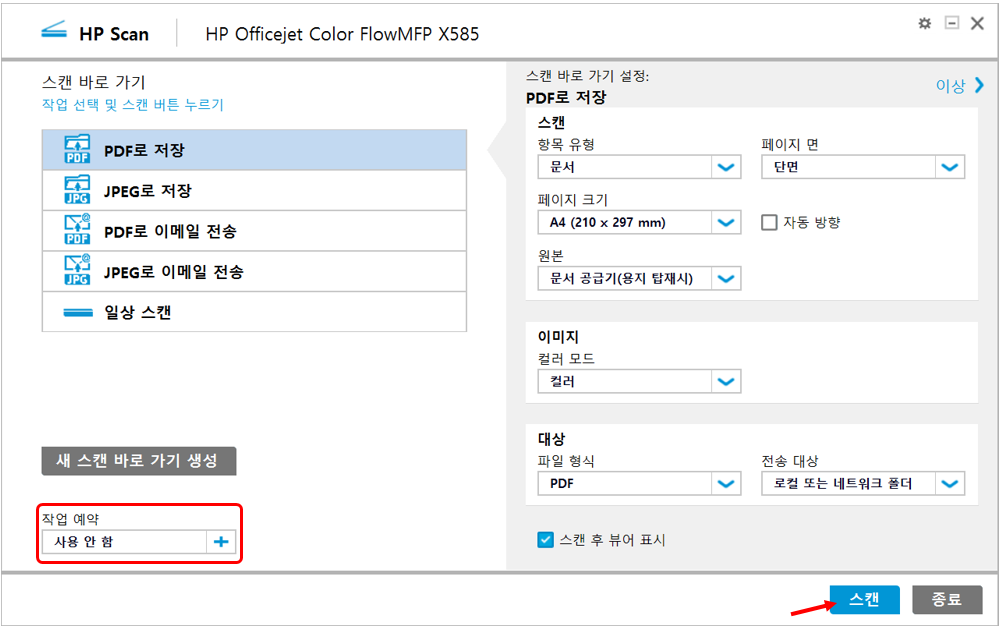 HP Scan
HP Officejet Color FlowMFP X585
스캔 바로 가기
작업 선택 및 스캔 버튼 누르기
PDF
PDF로 저장
JPG
JPEG로 저장
@
PDF
PDF로 이메일 전송
@
JPG
JPEG로 이메일 전송
일상 스캔
새 스캔 바로 가기 생성
작업 예약
사용 안 함
스캔 바로 가기 설정:
이상
PDF로 저장
스캔
항목 유형
페이지 면
문서
단면
페이지 크기
A4 (210 x 297 mm)
자동 방향
원본
문서 공급기(용지 탑재시)
이미지
컬러 모드
컬러
대상
파일 형식
전송 대상
PDF
로컬 또는 네트워크 폴더
스캔 후 뷰어 표시
스캔
종료